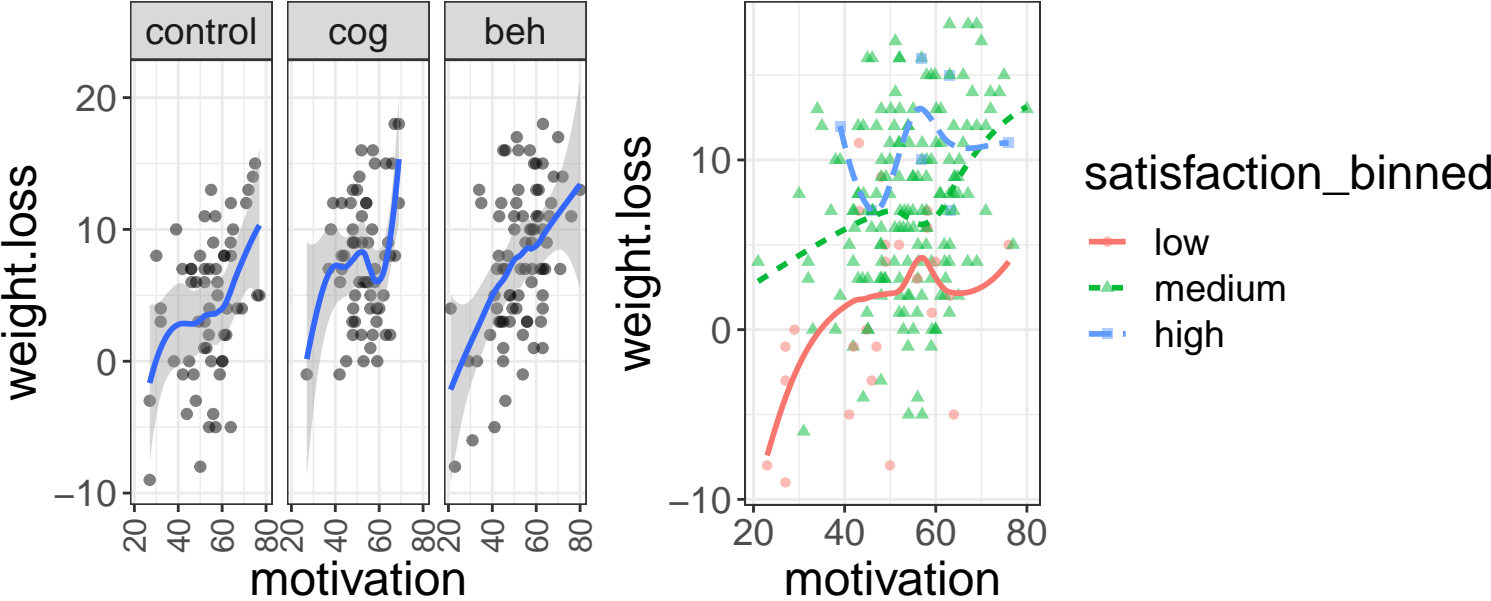 control cog beh
20
10
0
−10
weight.loss
20 40 60 80 20 40 60 80 20 40 60 80
motivation
10
0
−10
weight.loss
20 40 60 80
motivation
satisfaction_binned
low
medium
high